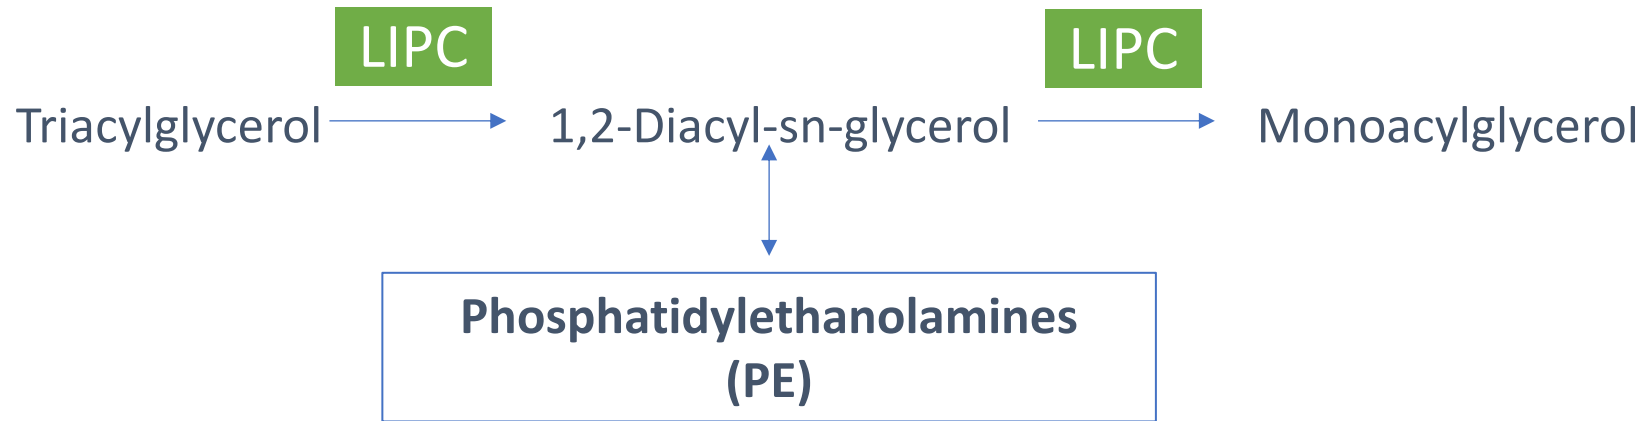 LIPC LIPC
Triacylglycerol 1,2-Diacyl-sn-glycerol Monoacylglycerol
Phosphatidylethanolamines
(PE)